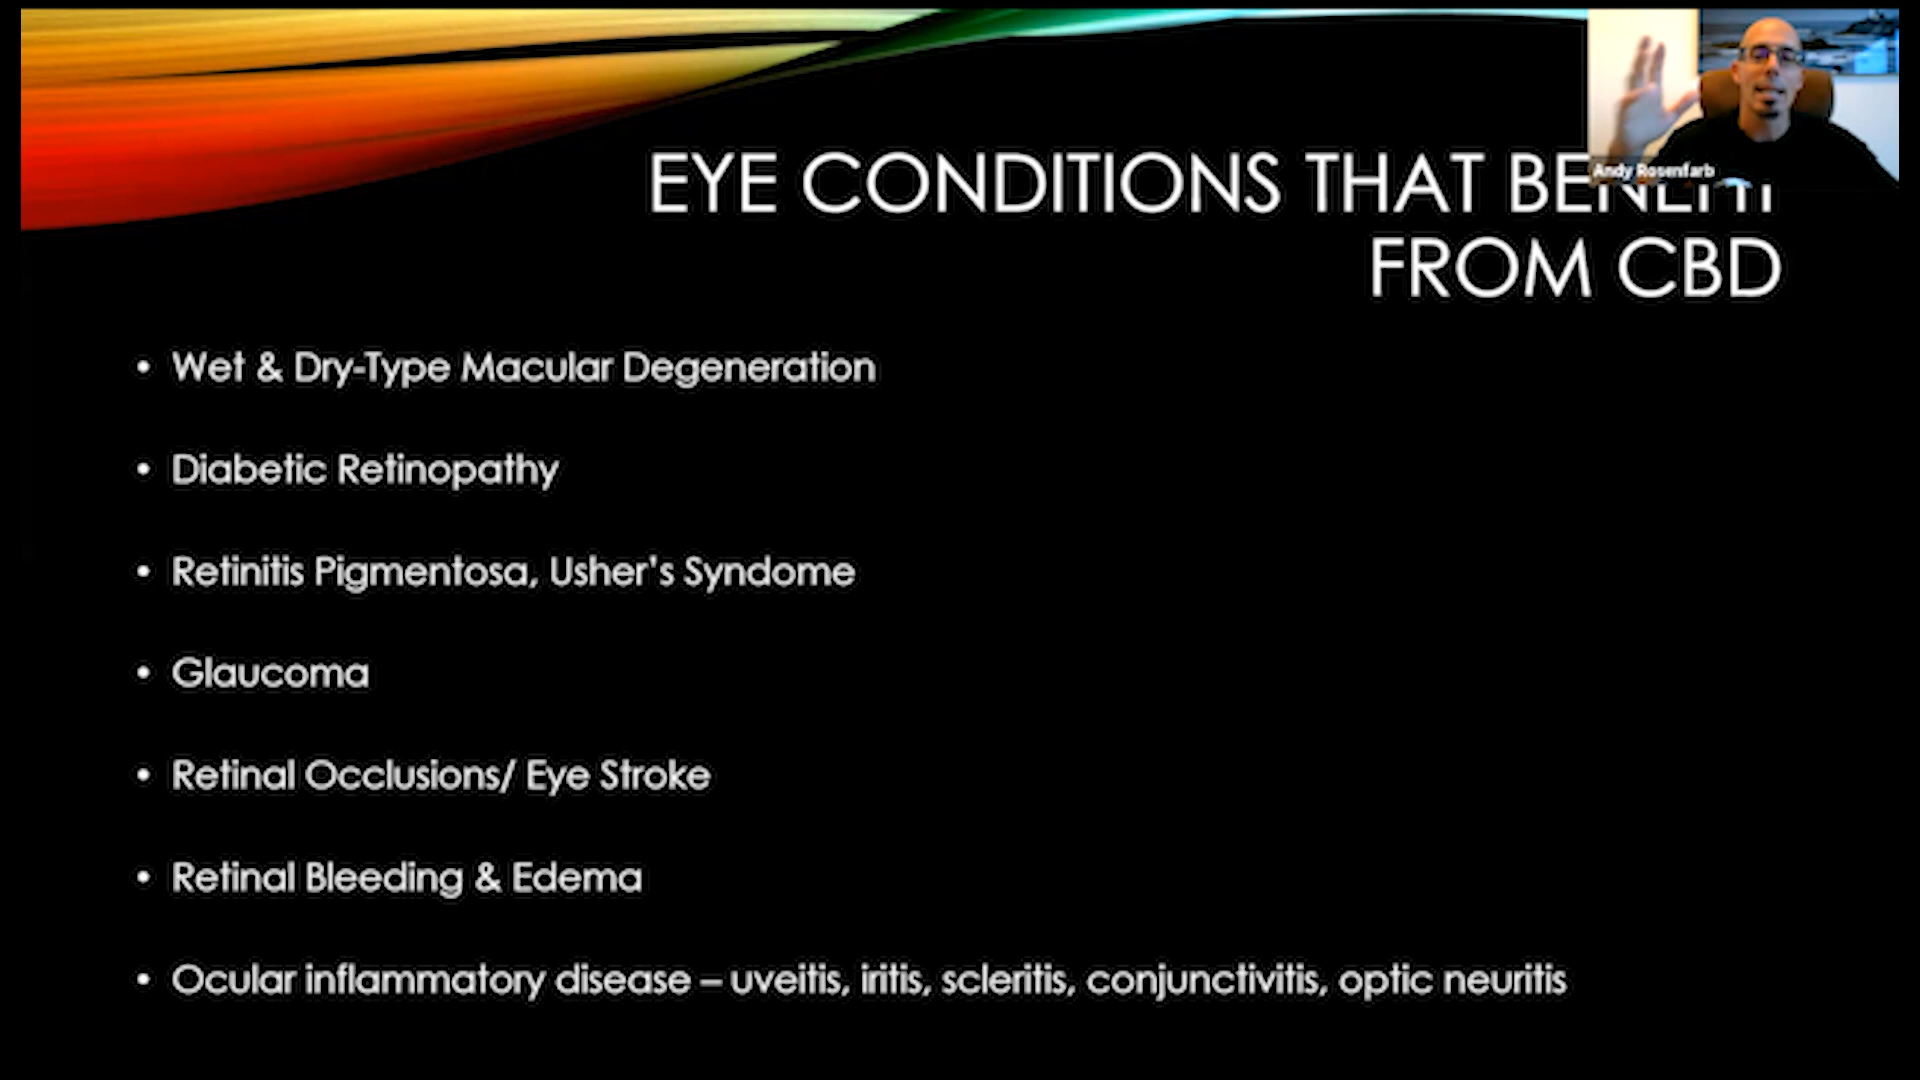 EYE CONDITIONS THAT BENEFIT
FROM CBD
Andy Rosenfarb
• Wet & Dry-Type Macular Degeneration
• Diabetic Retinopathy
• Retinitis Pigmentosa, Usher's Syndome
• Glaucoma
• Retinal Occlusions/ Eye Stroke
• Retinal Bleeding & Edema
• Ocular inflammatory disease – uveitis, iritis, scleritis, conjunctivitis, optic neuritis